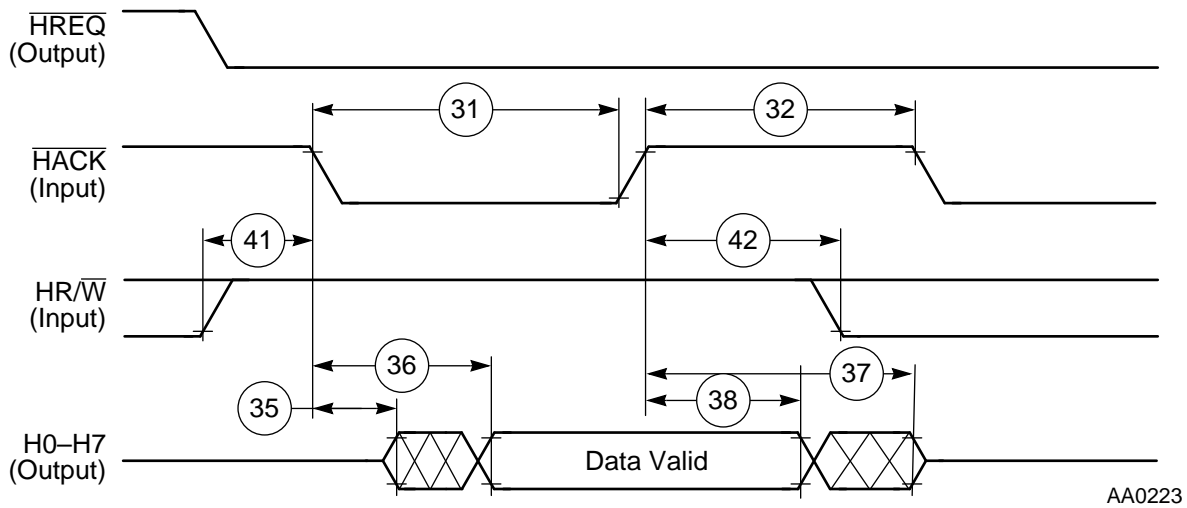 HREQ
(Output)
31
32
HACK
(Input)
41
42
HR/W
(Input)
36
37
35
38
H0–H7
(Output)
Data Valid
AA0223